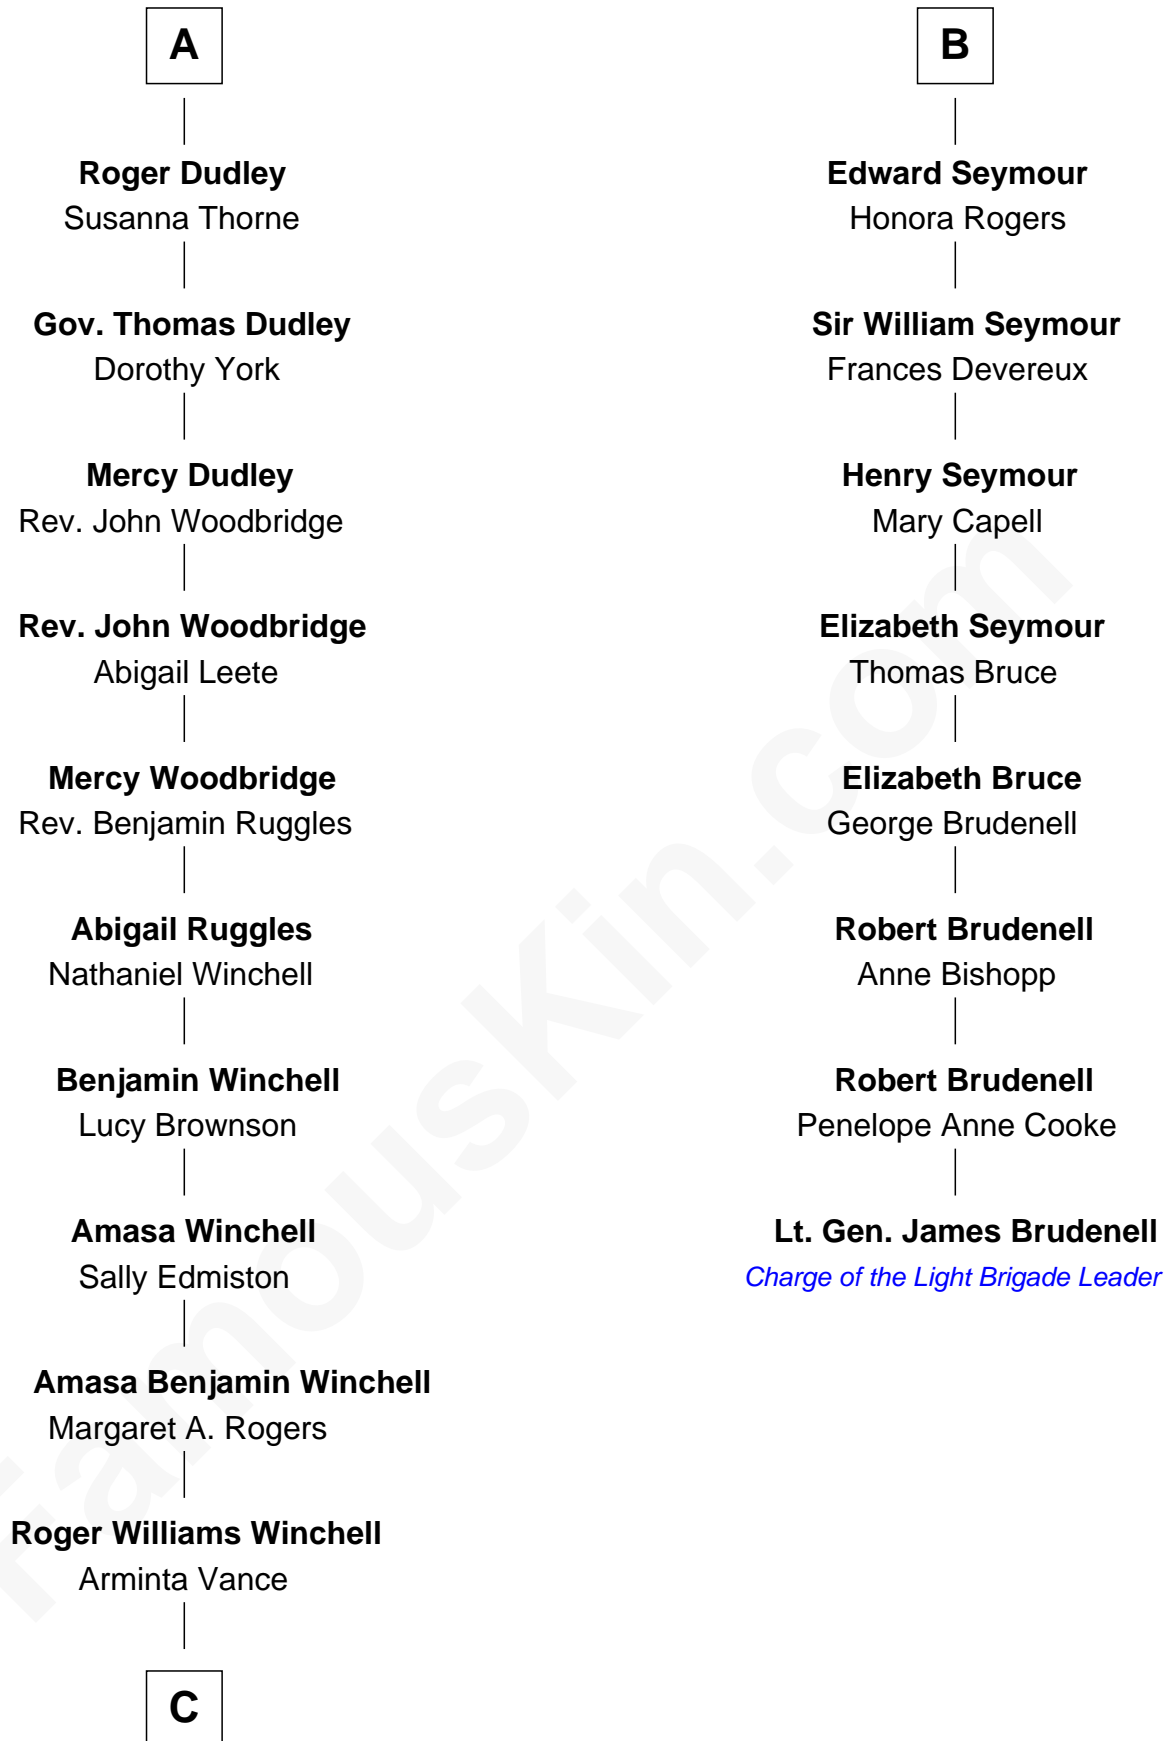 A
Roger Dudley
Susanna Thorne
Gov. Thomas Dudley
Dorothy York
Mercy Dudley
Rev. John Woodbridge
Rev. John Woodbridge
Abigail Leete
Mercy Woodbridge
Rev. Benjamin Ruggles
Abigail Ruggles
Nathaniel Winchell
Benjamin Winchell
Lucy Brownson
Amasa Winchell
Sally Edmiston
Amasa Benjamin Winchell
Margaret A. Rogers
Roger Williams Winchell
Arminta Vance
C
B
Edward Seymour
Honora Rogers
Sir William Seymour
Frances Devereux
Henry Seymour
Mary Capell
Elizabeth Seymour
Thomas Bruce
Elizabeth Bruce
George Brudenell
Robert Brudenell
Anne Bishopp
Robert Brudenell
Penelope Anne Cooke
Lt. Gen. James Brudenell
Charge of the Light Brigade Leader
FamousKin.com